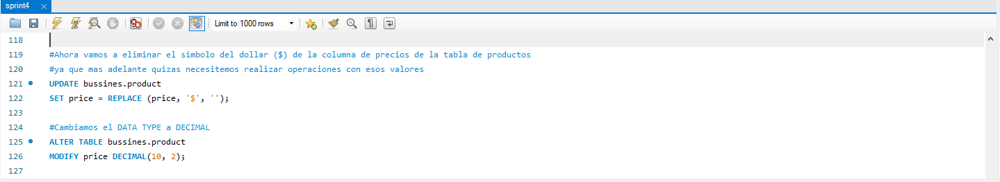 sprint4
Limit to 1000 rows
118
119 #Ahora vamos a eliminar el simbolo del dollar ($) de la columna de precios de la tabla de productos
120 #ya que mas adelante quizas necesitemos realizar operaciones con esos valores
121 UPDATE bussines.product
122 SET price = REPLACE (price, '$', '');
123
124 #Cambiamos el DATA TYPE a DECIMAL
125 ALTER TABLE bussines.product
126 MODIFY price DECIMAL(10, 2);
127